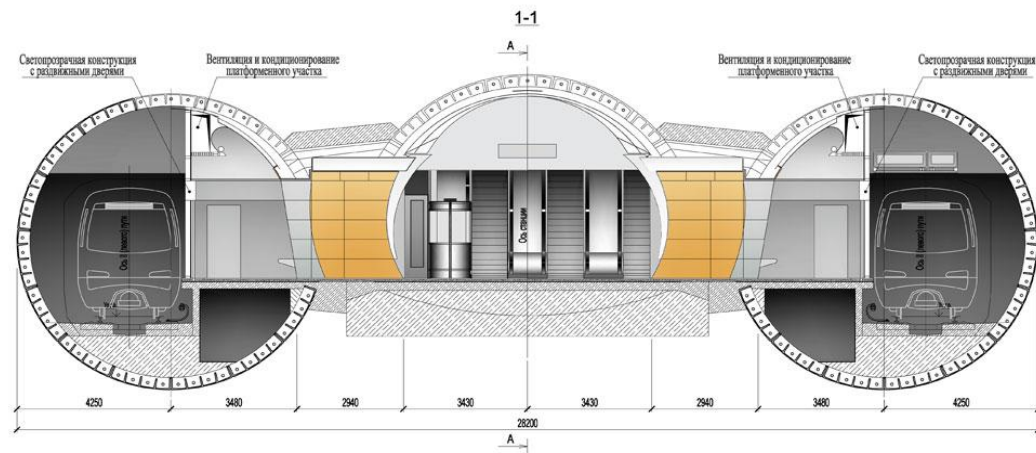 1-1
А
Светопрозрачная конструкция
с раздвижными дверями
Вентиляция и кондиционирование
платформенного участка
Вентиляция и кондиционирование
платформенного участка
Светопрозрачная конструкция
с раздвижными дверями
Ось станции
4250
3480
2940
3430
3430
2940
3480
4250
28200
А